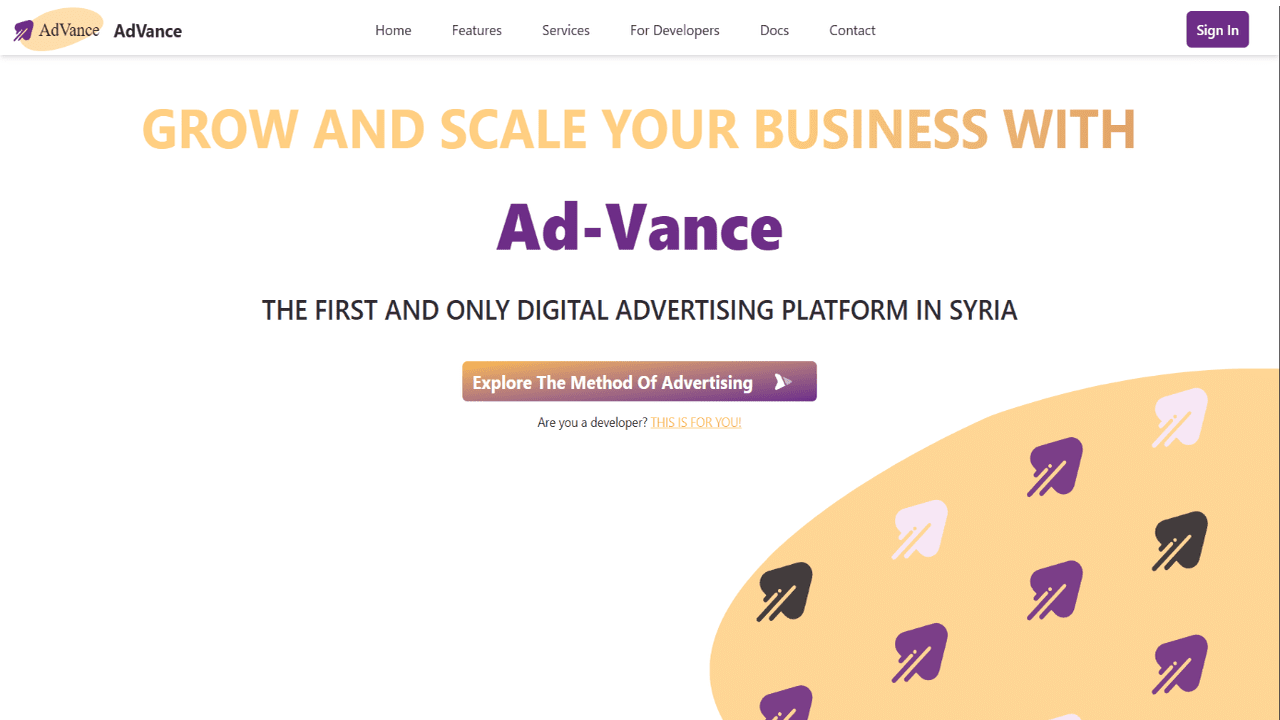 AdVance AdVance Home Features Services For Developers Docs Contact Sign In
GROW AND SCALE YOUR BUSINESS WITH
Ad-Vance
THE FIRST AND ONLY DIGITAL ADVERTISING PLATFORM IN SYRIA
Explore The Method Of Advertising
Are you a developer? THIS IS FOR YOU!